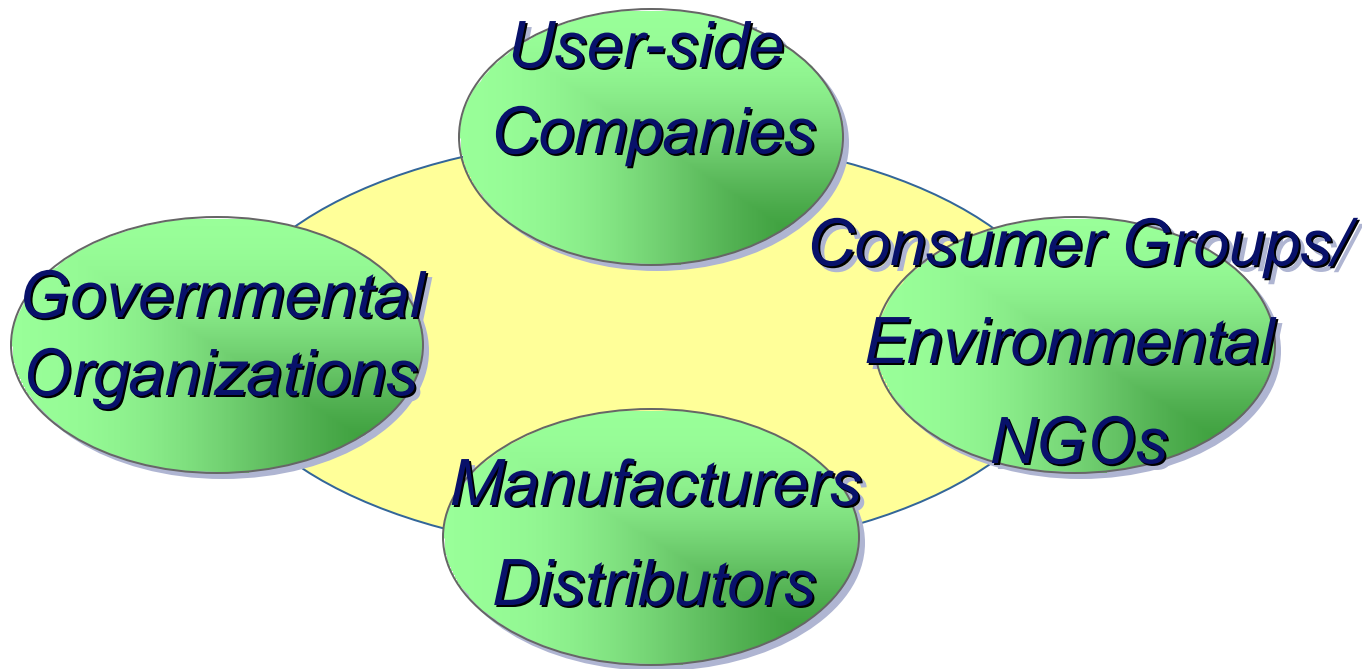 User-side
Companies
Governmental
Organizations
Consumer Groups/
Environmental
NGOs
Manufacturers
Distributors